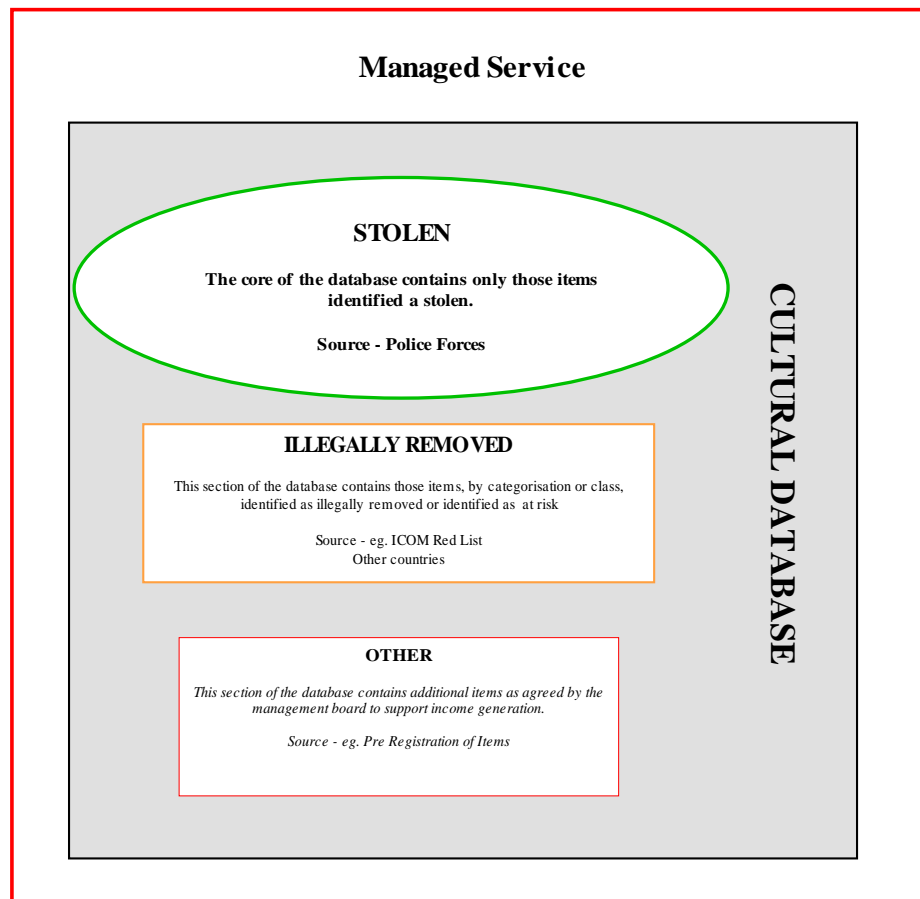 Managed Service
STOLEN
The core of the database contains only those items
identified a stolen.
Source - Police Forces
ILLEGALLY REMOVED
This section of the database contains those items, by categorisation or class,
identified as illegally removed or identified as at risk
Source - eg. ICOM Red List
Other countries
OTHER
This section of the database contains additional items as agreed by the
management board to support income generation.
Source - eg. Pre Registration of Items
CULTURAL DATABASE